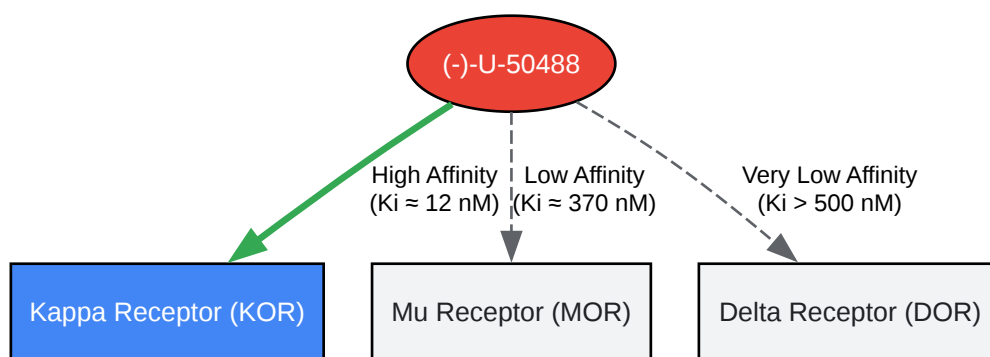 (-)-U-50488
High Affinity
(Ki ≈ 12 nM)
Low Affinity
(Ki ≈ 370 nM)
Very Low Affinity
(Ki > 500 nM)
Kappa Receptor (KOR)
Mu Receptor (MOR)
Delta Receptor (DOR)